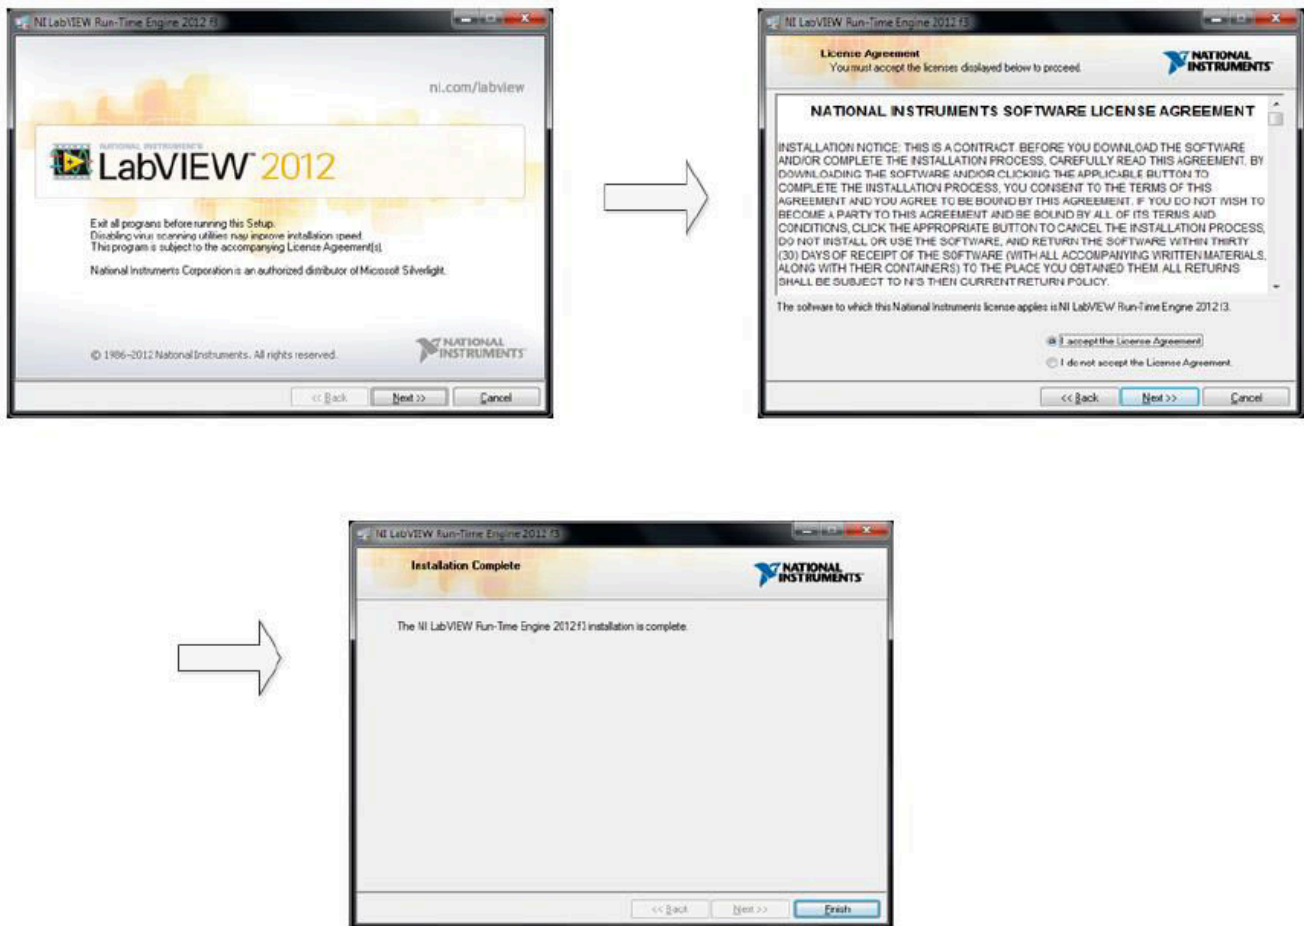 NI LabVIEW Run-Time Engine 2012 f3
ni.com/labview
NATIONAL INSTRUMENTS
LabVIEW 2012
Exit all programs before running this Setup.
Disabling virus scanning utilities may improve installation speed.
This program is subject to the accompanying License Agreement(s).
National Instruments Corporation is an authorized distributor of Microsoft Silverlight.
© 1986–2012 National Instruments. All rights reserved.
NATIONAL
INSTRUMENTS
<< Back Next >> Cancel
NI LabVIEW Run-Time Engine 2012 f3
License Agreement
You must accept the licenses displayed below to proceed.
NATIONAL
INSTRUMENTS
NATIONAL INSTRUMENTS SOFTWARE LICENSE AGREEMENT
INSTALLATION NOTICE: THIS IS A CONTRACT. BEFORE YOU DOWNLOAD THE SOFTWARE
AND/OR COMPLETE THE INSTALLATION PROCESS, CAREFULLY READ THIS AGREEMENT. BY
DOWNLOADING THE SOFTWARE AND/OR CLICKING THE APPLICABLE BUTTON TO
COMPLETE THE INSTALLATION PROCESS, YOU CONSENT TO THE TERMS OF THIS
AGREEMENT AND YOU AGREE TO BE BOUND BY THIS AGREEMENT. IF YOU DO NOT WISH TO
BECOME A PARTY TO THIS AGREEMENT AND BE BOUND BY ALL OF ITS TERMS AND
CONDITIONS, CLICK THE APPROPRIATE BUTTON TO CANCEL THE INSTALLATION PROCESS,
DO NOT INSTALL OR USE THE SOFTWARE, AND RETURN THE SOFTWARE WITHIN THIRTY
(30) DAYS OF RECEIPT OF THE SOFTWARE (WITH ALL ACCOMPANYING WRITTEN MATERIALS,
ALONG WITH THEIR CONTAINERS) TO THE PLACE YOU OBTAINED THEM. ALL RETURNS
SHALL BE SUBJECT TO NI'S THEN CURRENT RETURN POLICY.
The software to which this National Instruments license applies is NI LabVIEW Run-Time Engine 2012 f3.
I accept the License Agreement.
I do not accept the License Agreement.
<< Back Next >> Cancel
NI LabVIEW Run-Time Engine 2012 f3
Installation Complete
NATIONAL
INSTRUMENTS
The NI LabVIEW Run-Time Engine 2012 f3 installation is complete.
<< Back Next >> Finish